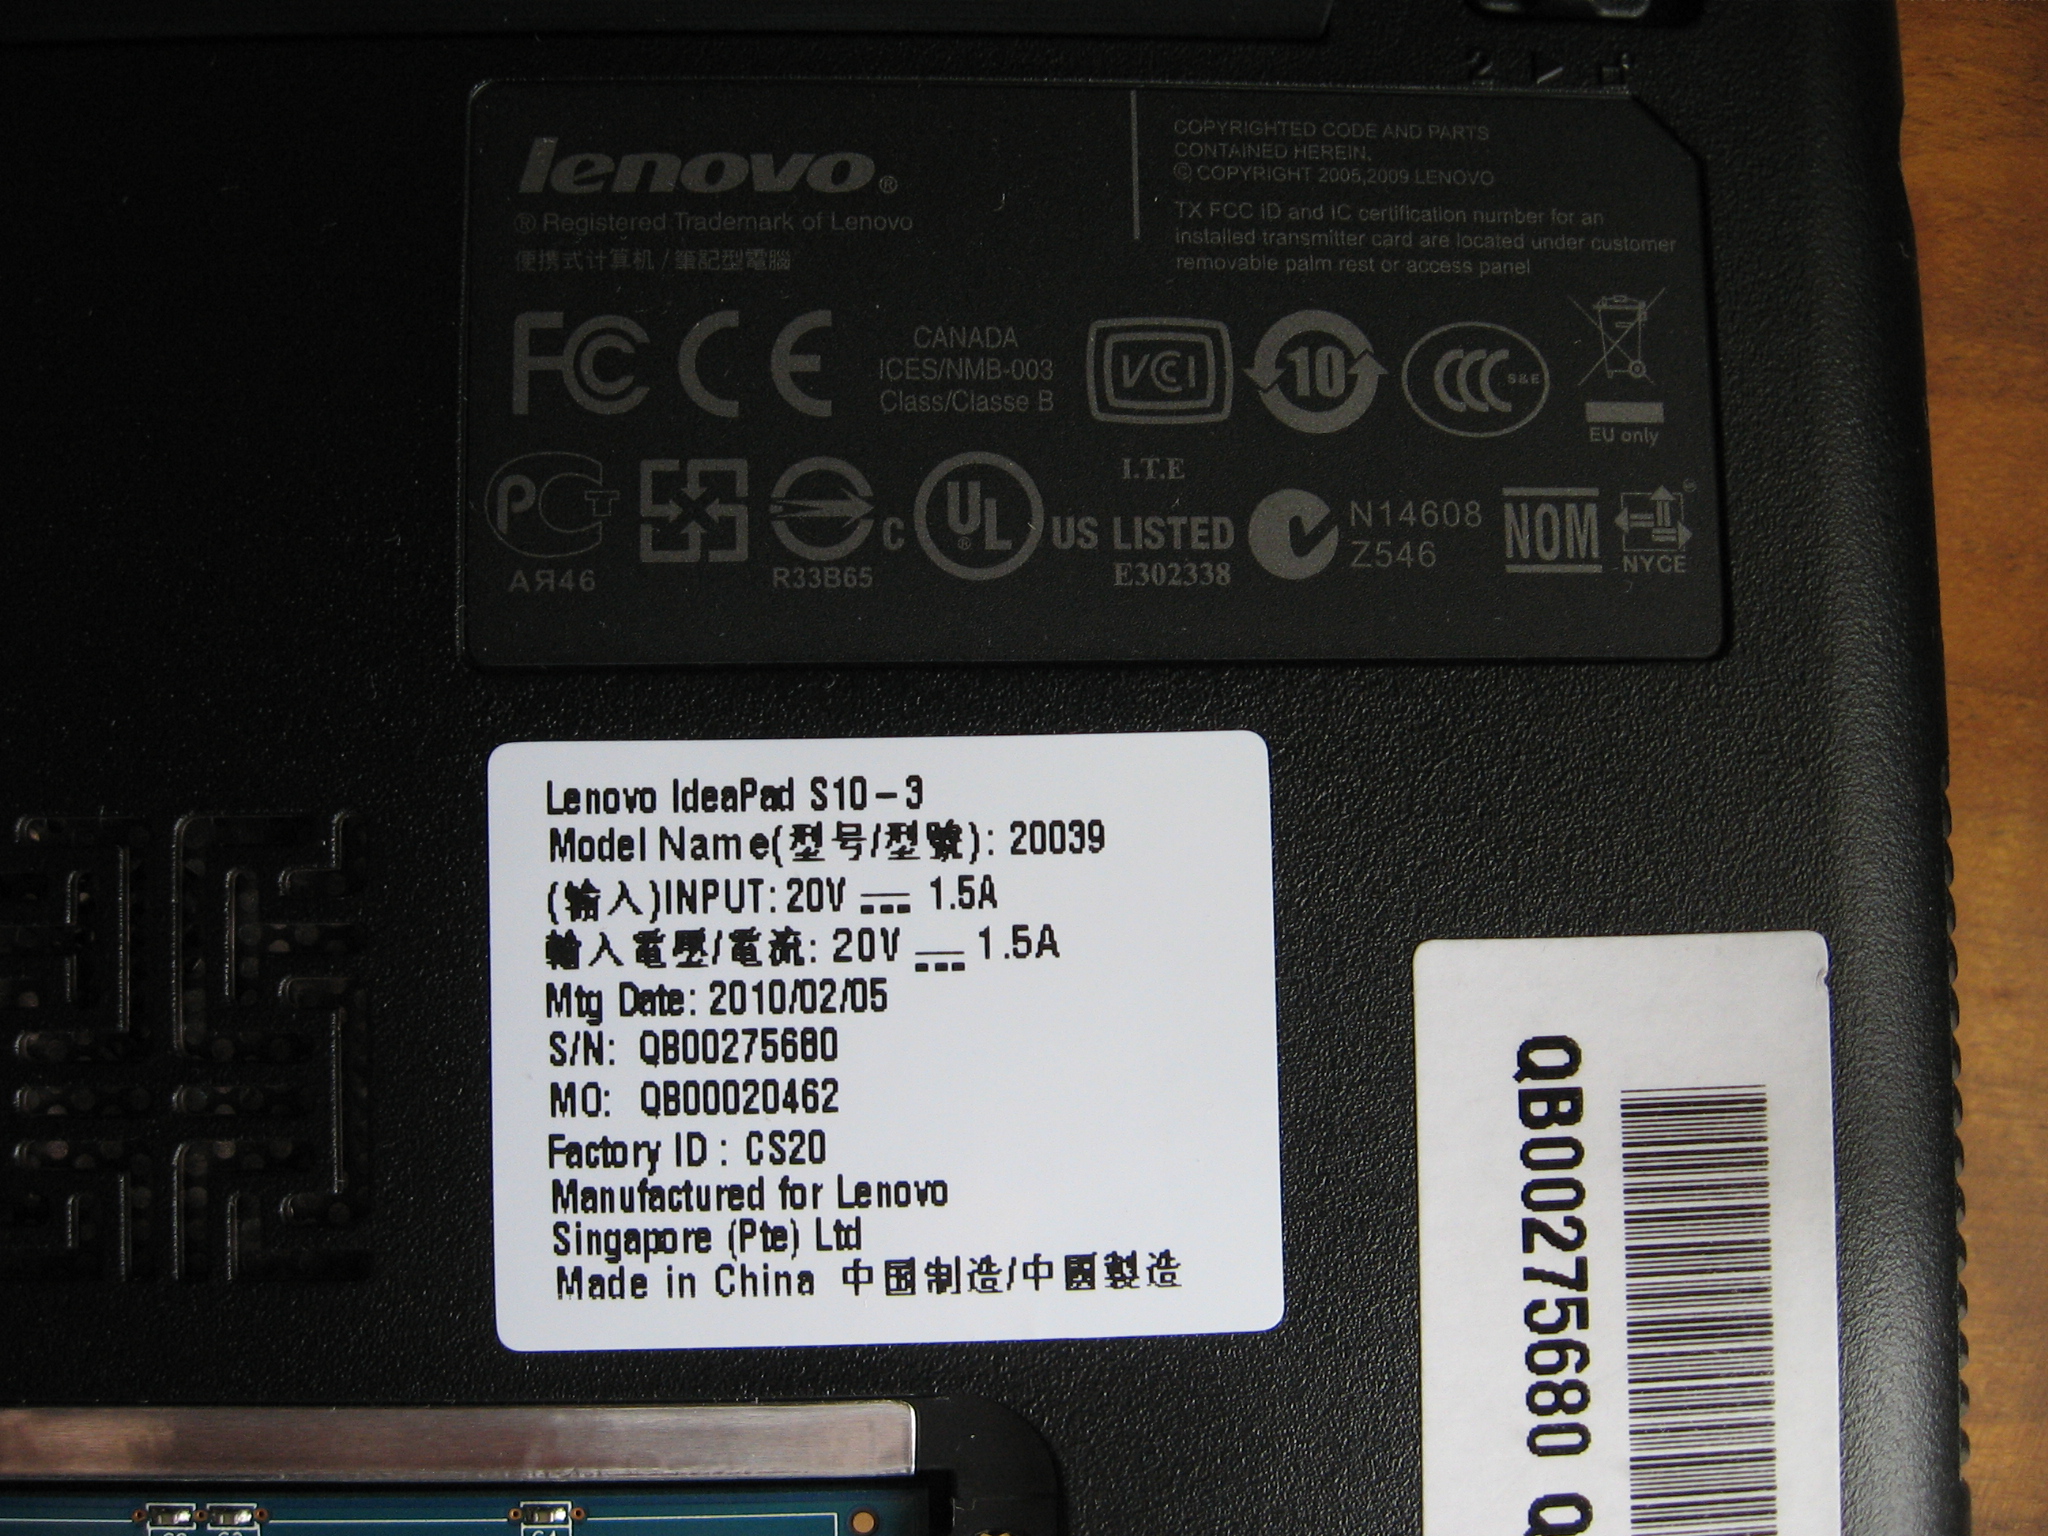 lenovo®
® Registered Trademark of Lenovo
便携式计算机 / 筆記型電腦
COPYRIGHTED CODE AND PARTS
CONTAINED HEREIN.
© COPYRIGHT 2005,2009 LENOVO
TX FCC ID and IC certification number for an
installed transmitter card are located under customer
removable palm rest or access panel
FC CE
CANADA
ICES/NMB-003
Class/Classe B
VCI
10
CCC S&E
EU only
РСТ
АЯ46
R33B65
C UL® US LISTED
I.T.E
E302338
N14608
Z546
NOM
NYCE
Lenovo IdeaPad S10-3
Model Name(型号/型號): 20039
(輸入)INPUT: 20V ⎓ 1.5A
輸入電壓/電流: 20V ⎓ 1.5A
Mfg Date: 2010/02/05
S/N: QB00275680
MO: QB00020462
Factory ID : CS20
Manufactured for Lenovo
Singapore (Pte) Ltd
Made in China 中国制造/中國製造
QB00275680 Q